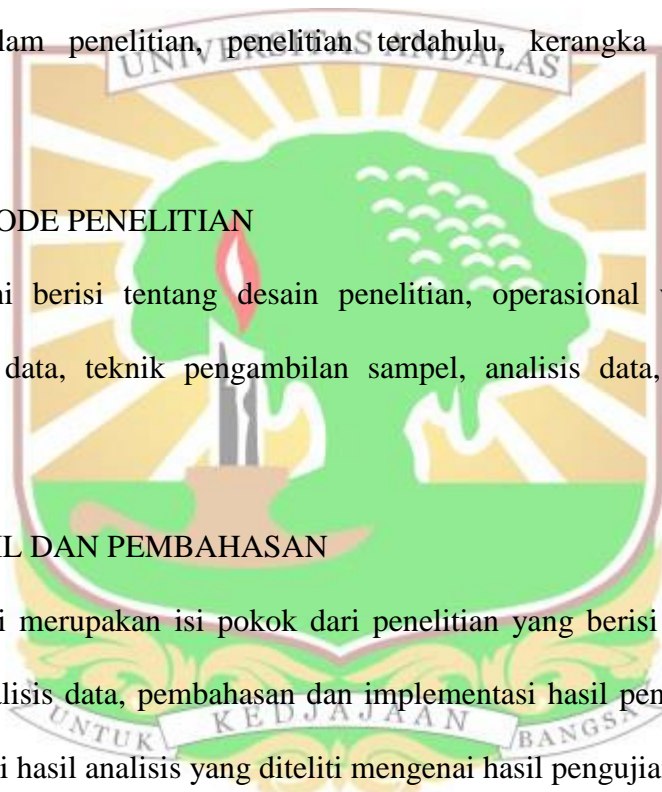 lam penelitian, penelitian terdahulu, kerangka
UNIVERSITAS ANDALAS
ODE PENELITIAN
ni berisi tentang desain penelitian, operasional v
data, teknik pengambilan sampel, analisis data,
IL DAN PEMBAHASAN
i merupakan isi pokok dari penelitian yang berisi
alisis data, pembahasan dan implementasi hasil pen
UNTUK KEDJAJAAN BANGSA
i hasil analisis yang diteliti mengenai hasil pengujia